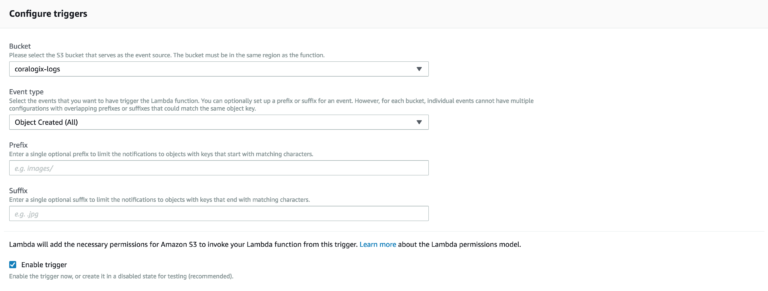 Configure triggers
Bucket
Please select the S3 bucket that serves as the event source. The bucket must be in the same region as the function.
coralogix-logs
Event type
Select the events that you want to have trigger the Lambda function. You can optionally set up a prefix or suffix for an event. However, for each bucket, individual events cannot have multiple
configurations with overlapping prefixes or suffixes that could match the same object key.
Object Created (All)
Prefix
Enter a single optional prefix to limit the notifications to objects with keys that start with matching characters.
e.g. images/
Suffix
Enter a single optional suffix to limit the notifications to objects with keys that end with matching characters.
e.g. .jpg
Lambda will add the necessary permissions for Amazon S3 to invoke your Lambda function from this trigger. Learn more about the Lambda permissions model.
Enable trigger
Enable the trigger now, or create it in a disabled state for testing (recommended).